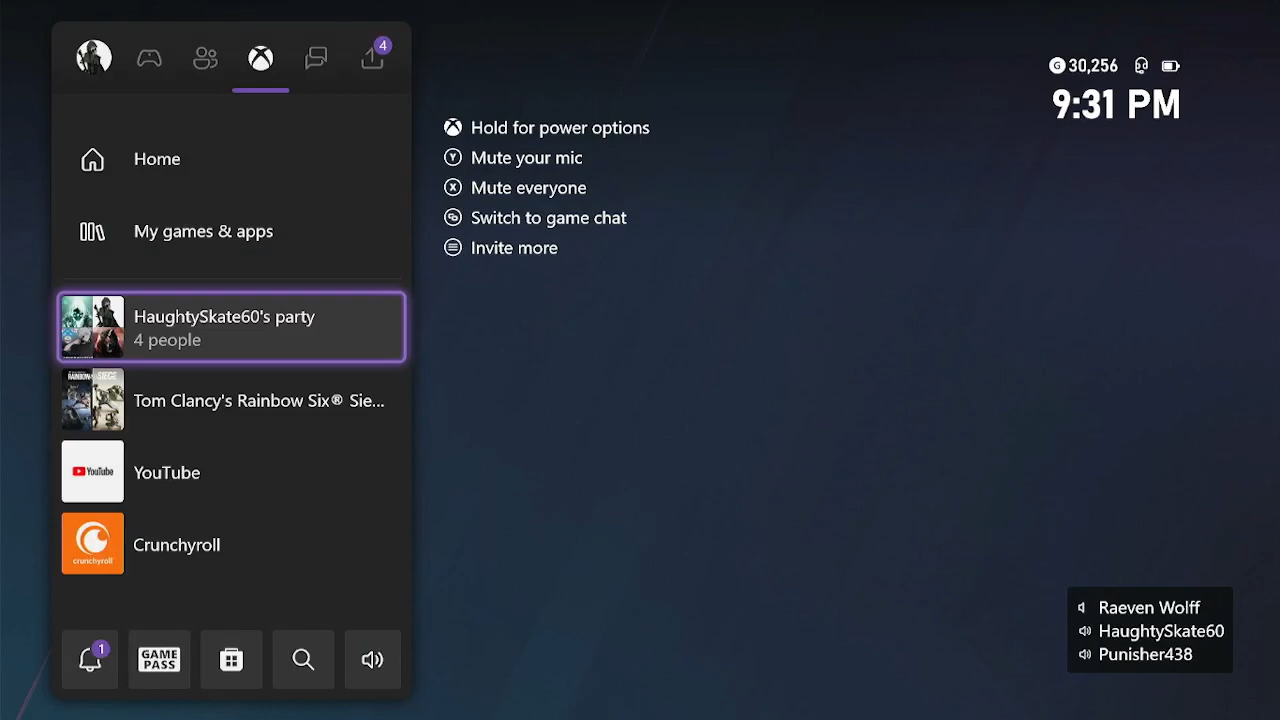 4
G 30,256
9:31 PM
Home
My games & apps
HaughtySkate60's party
4 people
Tom Clancy's Rainbow Six® Sie...
YouTube
YouTube
crunchyroll
Crunchyroll
Hold for power options
Y Mute your mic
X Mute everyone
Switch to game chat
Invite more
1
GAME
PASS
Raeven Wolff
HaughtySkate60
Punisher438